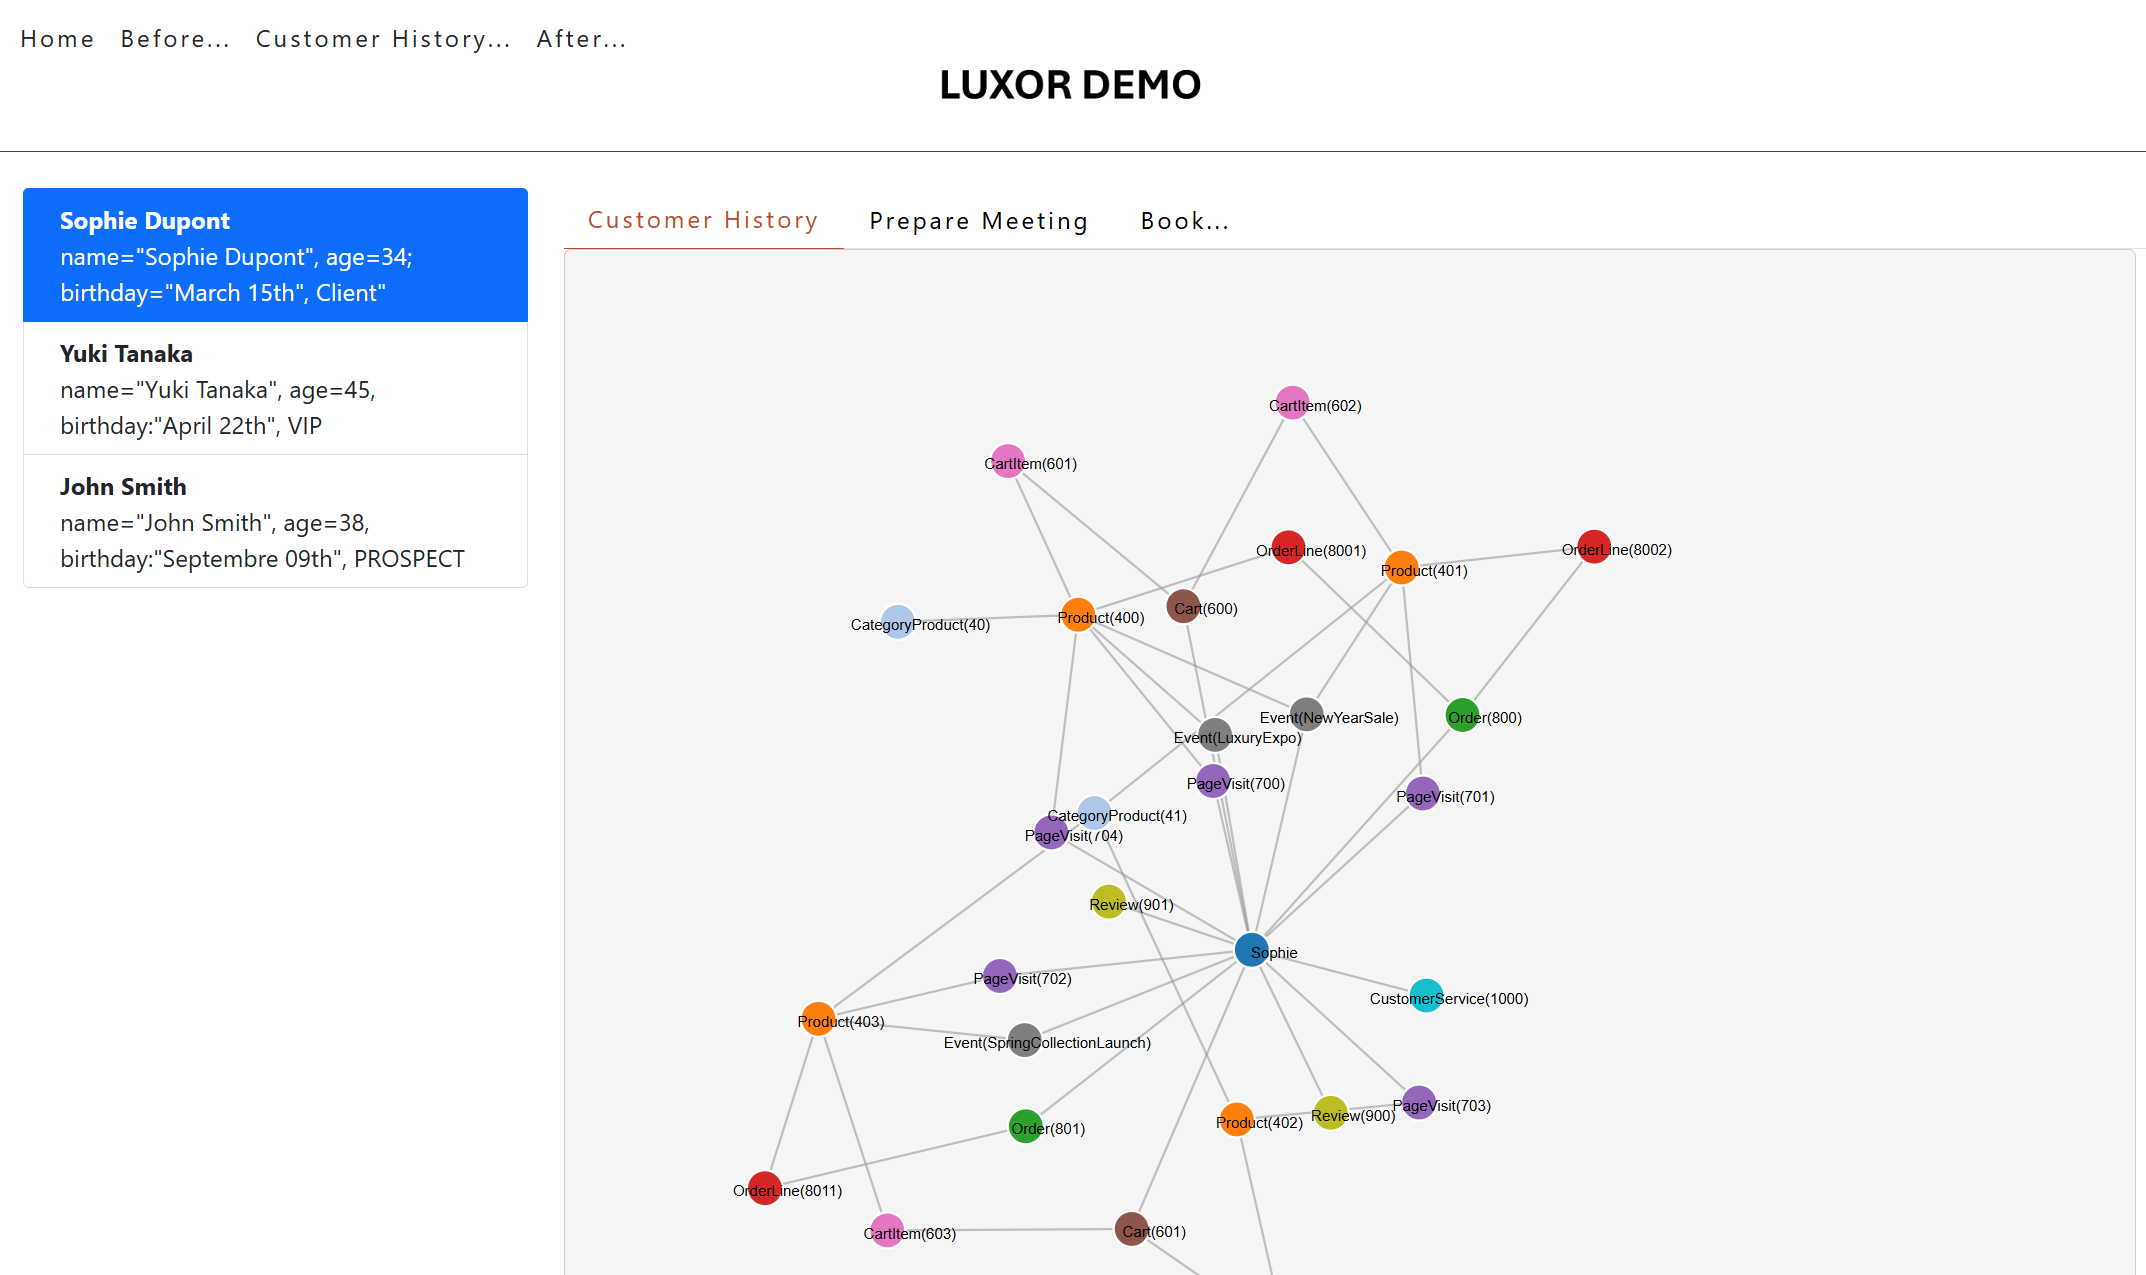 Home Before... Customer History... After...
LUXOR DEMO
Sophie Dupont
name="Sophie Dupont", age=34;
birthday="March 15th", Client"
Yuki Tanaka
name="Yuki Tanaka", age=45,
birthday:"April 22th", VIP
John Smith
name="John Smith", age=38,
birthday:"Septembre 09th", PROSPECT
Customer History Prepare Meeting Book...
CartItem(602)
CartItem(601)
OrderLine(8001)
OrderLine(8002)
Product(401)
Cart(600)
Product(400)
CategoryProduct(40)
Event(NewYearSale)
Order(800)
Event(LuxuryExpo)
PageVisit(700)
PageVisit(701)
CategoryProduct(41)
PageVisit(704)
Review(901)
Sophie
PageVisit(702)
CustomerService(1000)
Product(403)
Event(SpringCollectionLaunch)
PageVisit(703)
Review(900)
Product(402)
Order(801)
OrderLine(8011)
Cart(601)
CartItem(603)